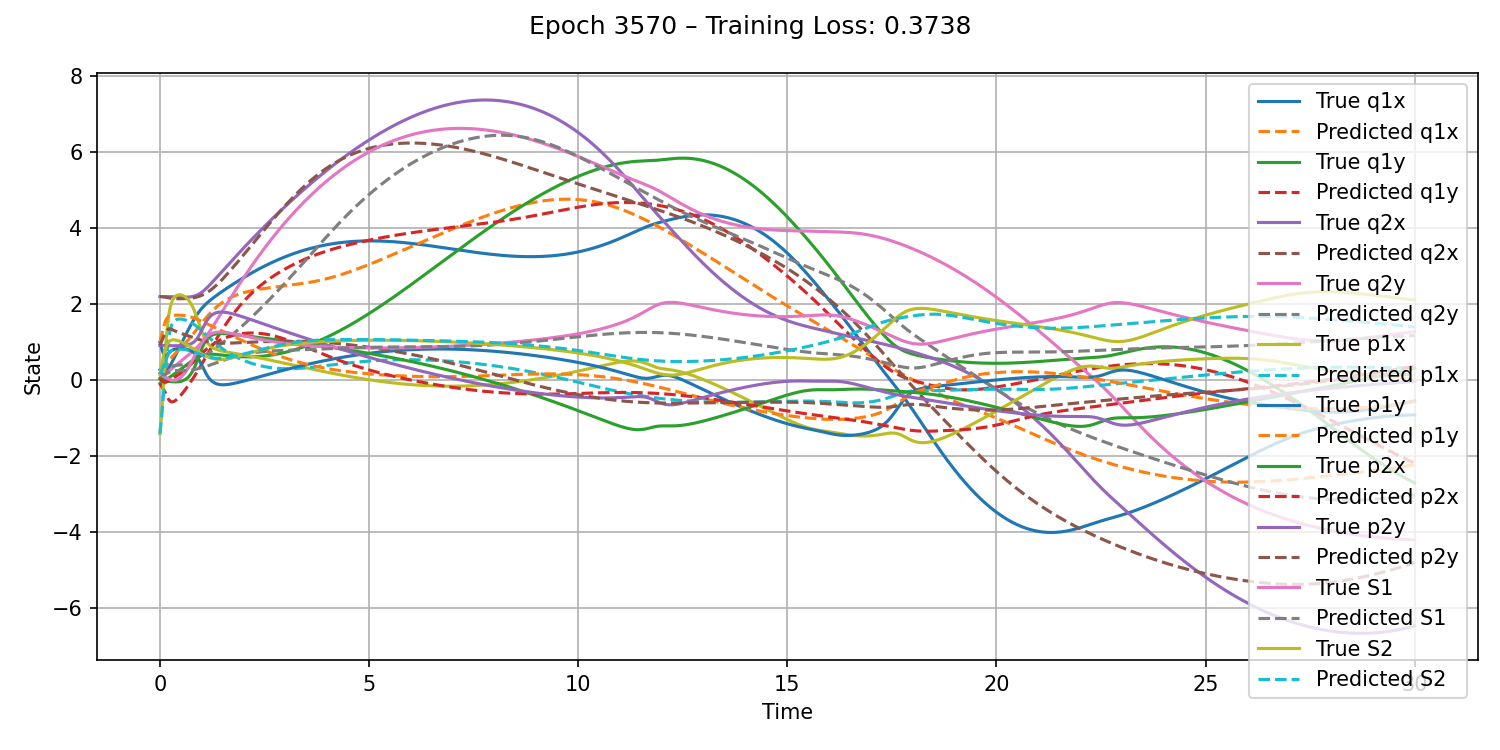 Epoch 3570 – Training Loss: 0.3738
8
6
4
2
0
−2
−4
−6
State
0
5
10
15
20
25
30
Time
True q1x
Predicted q1x
True q1y
Predicted q1y
True q2x
Predicted q2x
True q2y
Predicted q2y
True p1x
Predicted p1x
True p1y
Predicted p1y
True p2x
Predicted p2x
True p2y
Predicted p2y
True S1
Predicted S1
True S2
Predicted S2